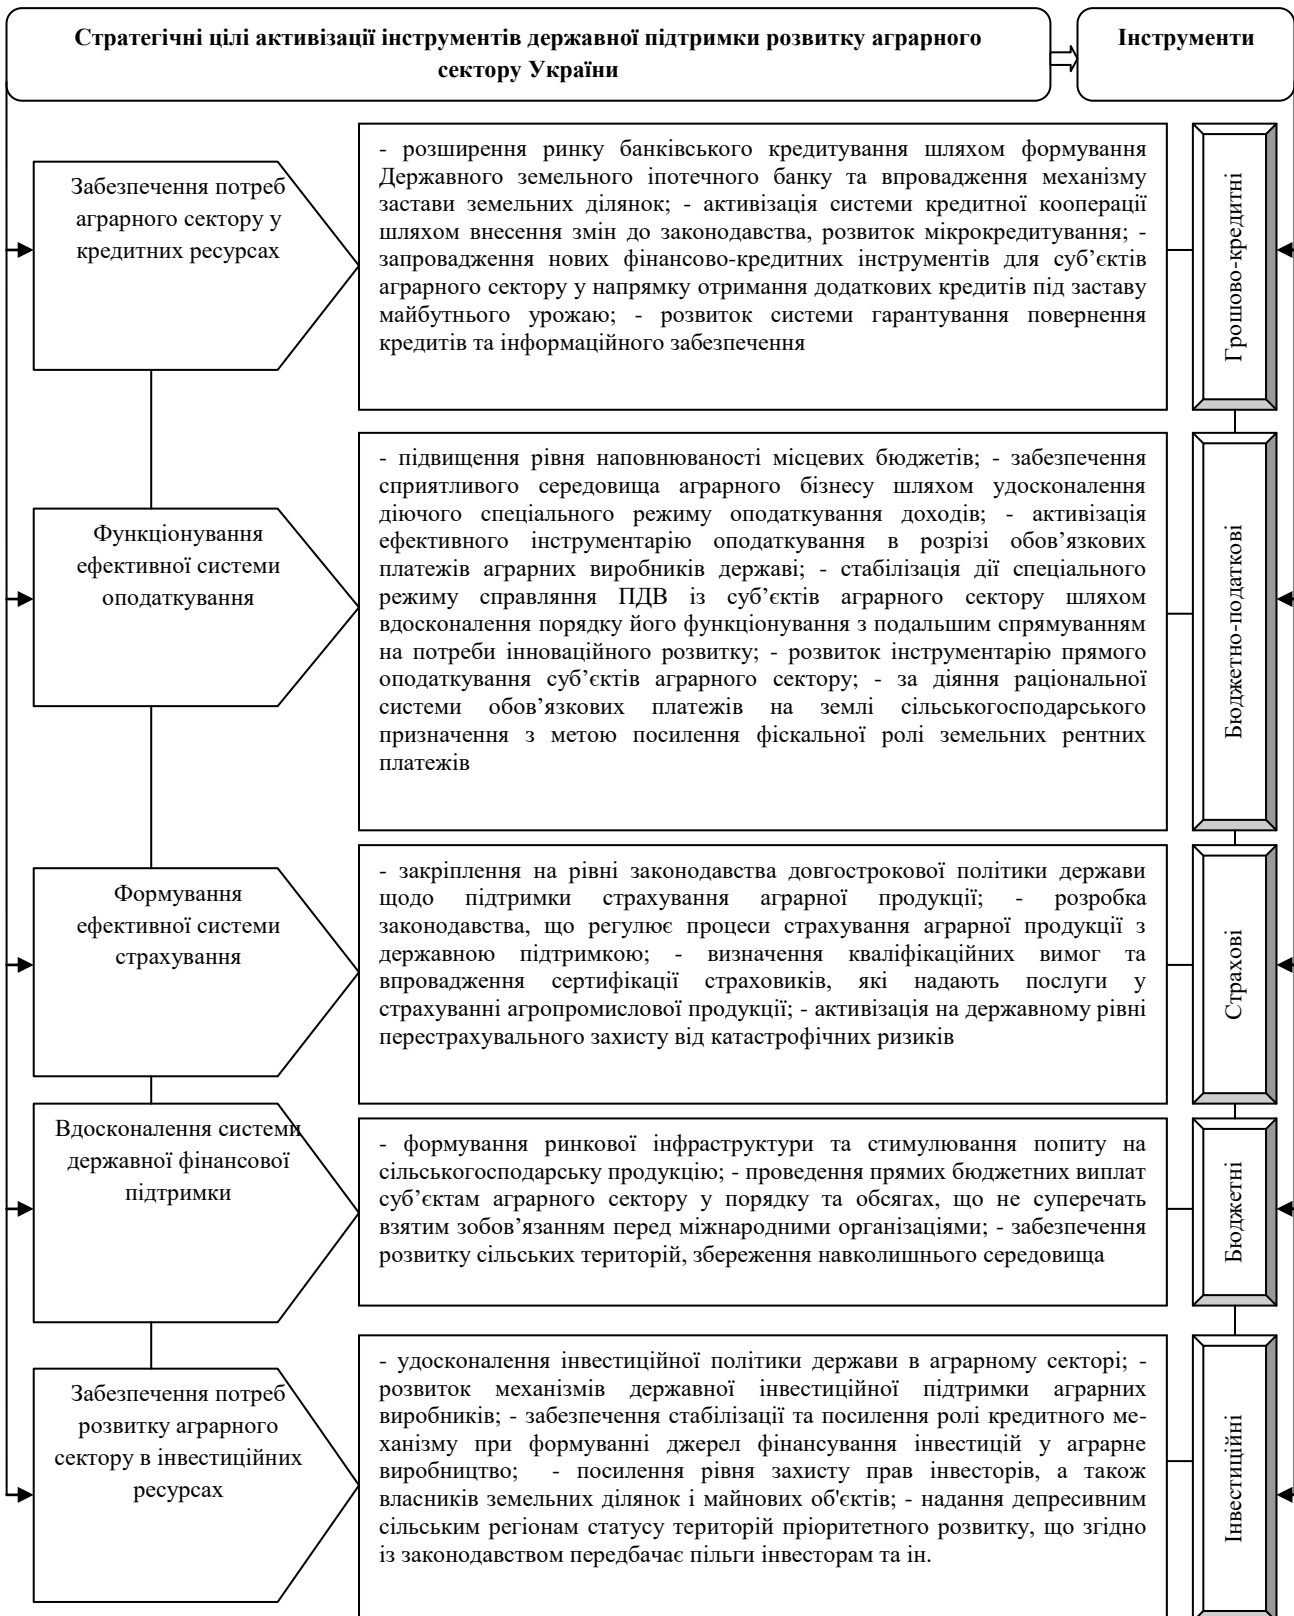 Стратегічні цілі активізації інструментів державної підтримки розвитку аграрного
сектору України
Інструменти
Забезпечення потреб
аграрного сектору у
кредитних ресурсах
- розширення ринку банківського кредитування шляхом формування
Державного земельного іпотечного банку та впровадження механізму
застави земельних ділянок; - активізація системи кредитної кооперації
шляхом внесення змін до законодавства, розвиток мікрокредитування; -
запровадження нових фінансово-кредитних інструментів для суб’єктів
аграрного сектору у напрямку отримання додаткових кредитів під заставу
майбутнього урожаю; - розвиток системи гарантування повернення
кредитів та інформаційного забезпечення
Грошово-кредитні
Функціонування
ефективної системи
оподаткування
- підвищення рівня наповнюваності місцевих бюджетів; - забезпечення
сприятливого середовища аграрного бізнесу шляхом удосконалення
діючого спеціального режиму оподаткування доходів; - активізація
ефективного інструментарію оподаткування в розрізі обов’язкових
платежів аграрних виробників державі; - стабілізація дії спеціального
режиму справляння ПДВ із суб’єктів аграрного сектору шляхом
вдосконалення порядку його функціонування з подальшим спрямуванням
на потреби інноваційного розвитку; - розвиток інструментарію прямого
оподаткування суб’єктів аграрного сектору; - за діяння раціональної
системи обов’язкових платежів на землі сільськогосподарського
призначення з метою посилення фіскальної ролі земельних рентних
платежів
Бюджетно-податкові
Формування
ефективної системи
страхування
- закріплення на рівні законодавства довгострокової політики держави
щодо підтримки страхування аграрної продукції; - розробка
законодавства, що регулює процеси страхування аграрної продукції з
державною підтримкою; - визначення кваліфікаційних вимог та
впровадження сертифікації страховиків, які надають послуги у
страхуванні агропромислової продукції; - активізація на державному рівні
перестрахувального захисту від катастрофічних ризиків
Страхові
Вдосконалення системи
державної фінансової
підтримки
- формування ринкової інфраструктури та стимулювання попиту на
сільськогосподарську продукцію; - проведення прямих бюджетних виплат
суб’єктам аграрного сектору у порядку та обсягах, що не суперечать
взятим зобов’язанням перед міжнародними організаціями; - забезпечення
розвитку сільських територій, збереження навколишнього середовища
Бюджетні
Забезпечення потреб
розвитку аграрного
сектору в інвестиційних
ресурсах
- удосконалення інвестиційної політики держави в аграрному секторі; -
розвиток механізмів державної інвестиційної підтримки аграрних
виробників; - забезпечення стабілізації та посилення ролі кредитного ме-
ханізму при формуванні джерел фінансування інвестицій у аграрне
виробництво; - посилення рівня захисту прав інвесторів, а також
власників земельних ділянок і майнових об'єктів; - надання депресивним
сільським регіонам статусу територій пріоритетного розвитку, що згідно
із законодавством передбачає пільги інвесторам та ін.
Інвестиційні